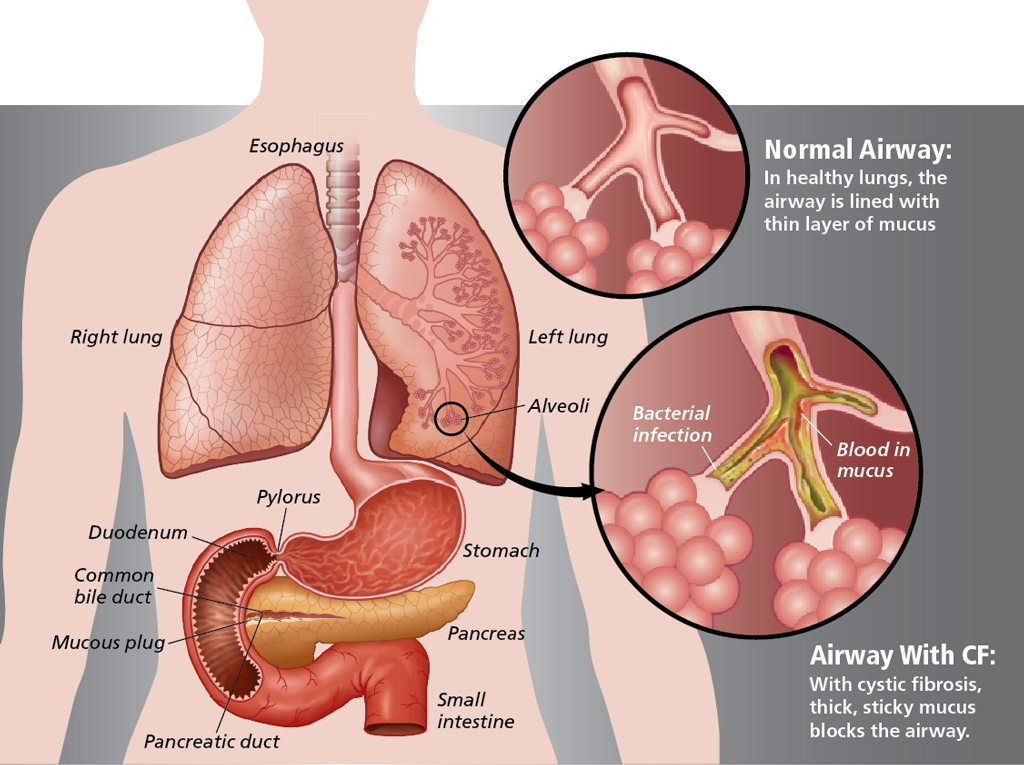 Esophagus
Normal Airway:
In healthy lungs, the
airway is lined with
thin layer of mucus
Right lung
Left lung
Alveoli
Bacterial
infection
Blood in
mucus
Pylorus
Duodenum
Stomach
Common
bile duct
Mucous plug
Pancreas
Airway With CF:
With cystic fibrosis,
thick, sticky mucus
blocks the airway.
Small
intestine
Pancreatic duct